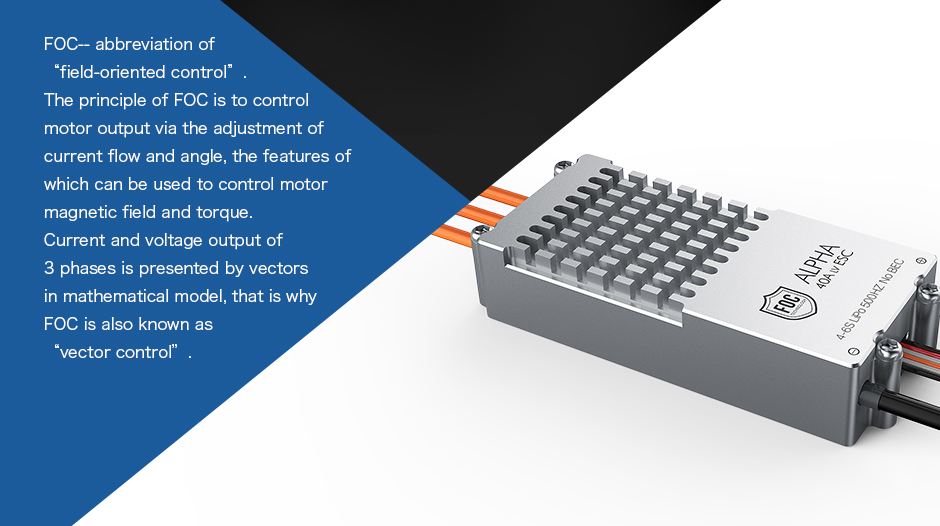 FOC-- abbreviation of
“field-oriented control”.
The principle of FOC is to control
motor output via the adjustment of
current flow and angle, the features of
which can be used to control motor
magnetic field and torque.
Current and voltage output of
3 phases is presented by vectors
in mathematical model, that is why
FOC is also known as
“vector control”.
ALPHA
40A LV ESC
FOC
4-6S LiPo 500HZ No BEC